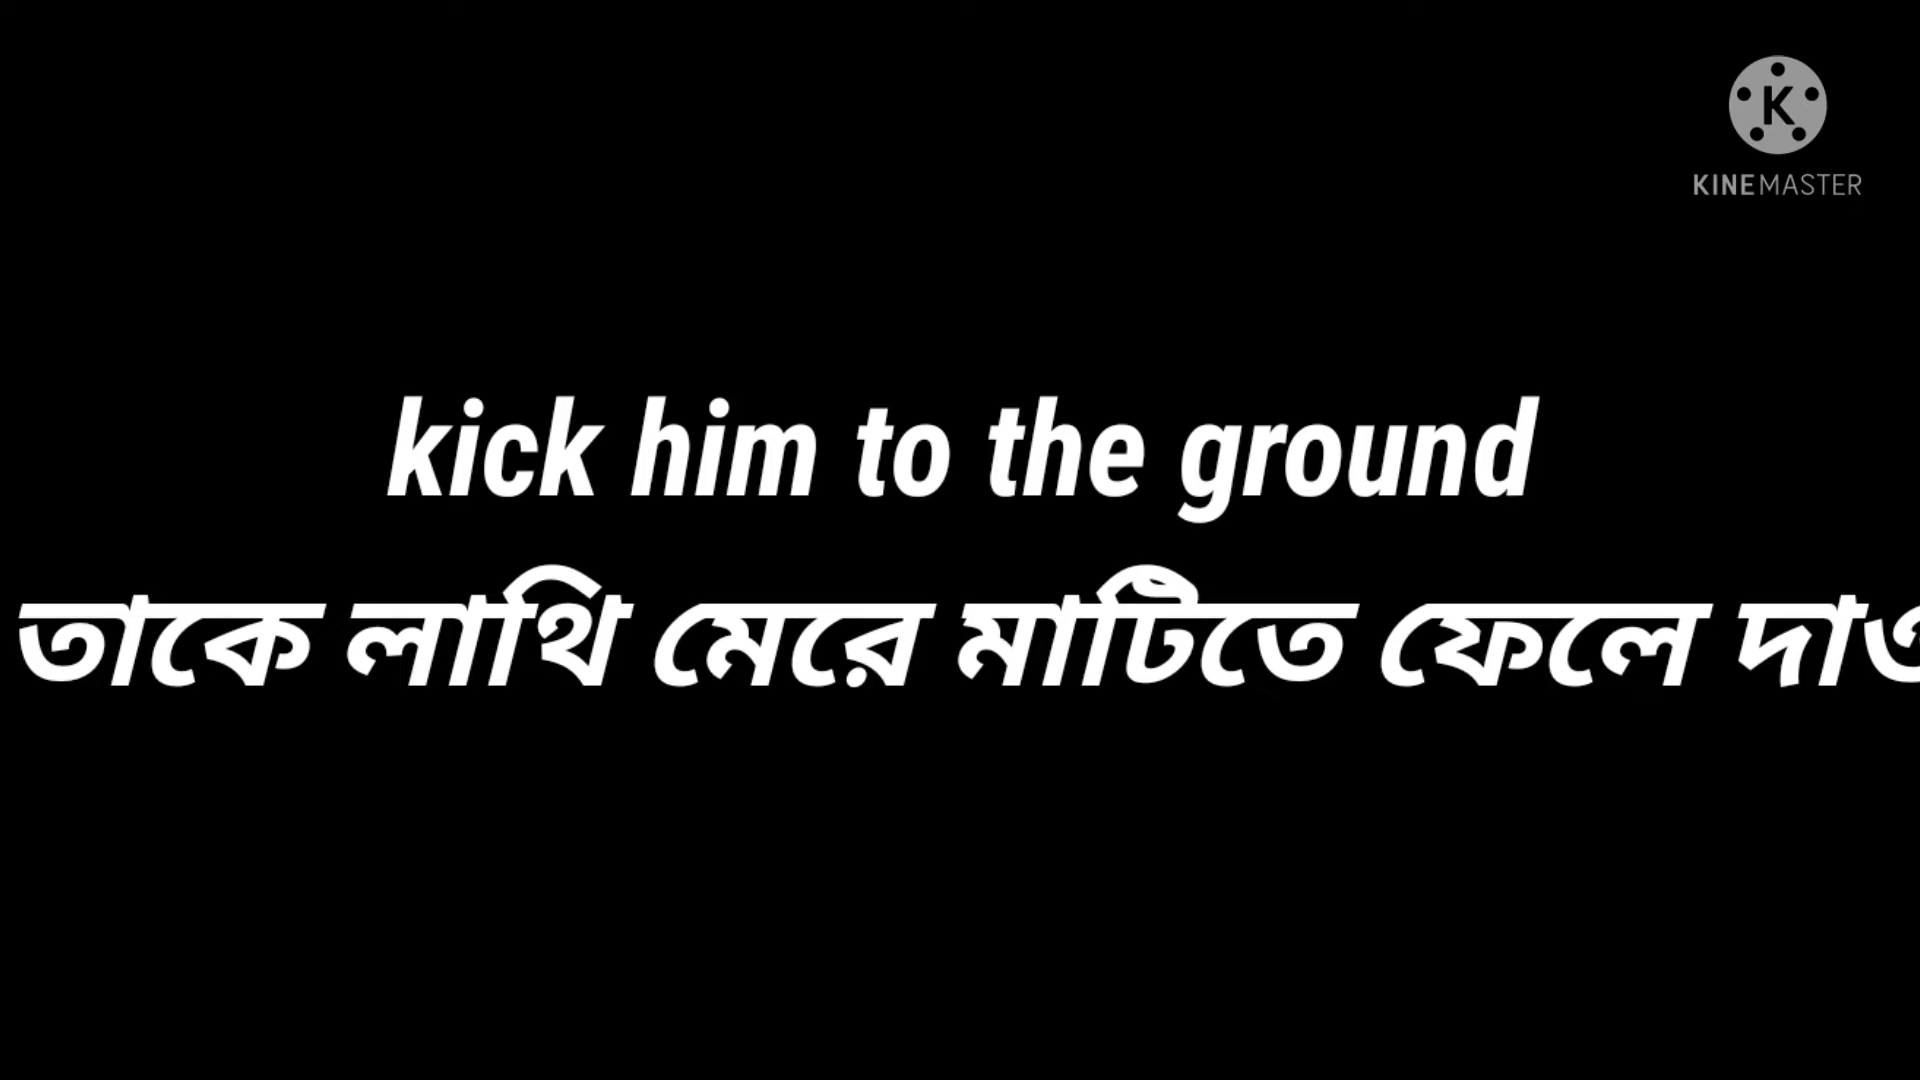 KINEMASTER
kick him to the ground
তাকে লাথি মেরে মাটিতে ফেলে দাও